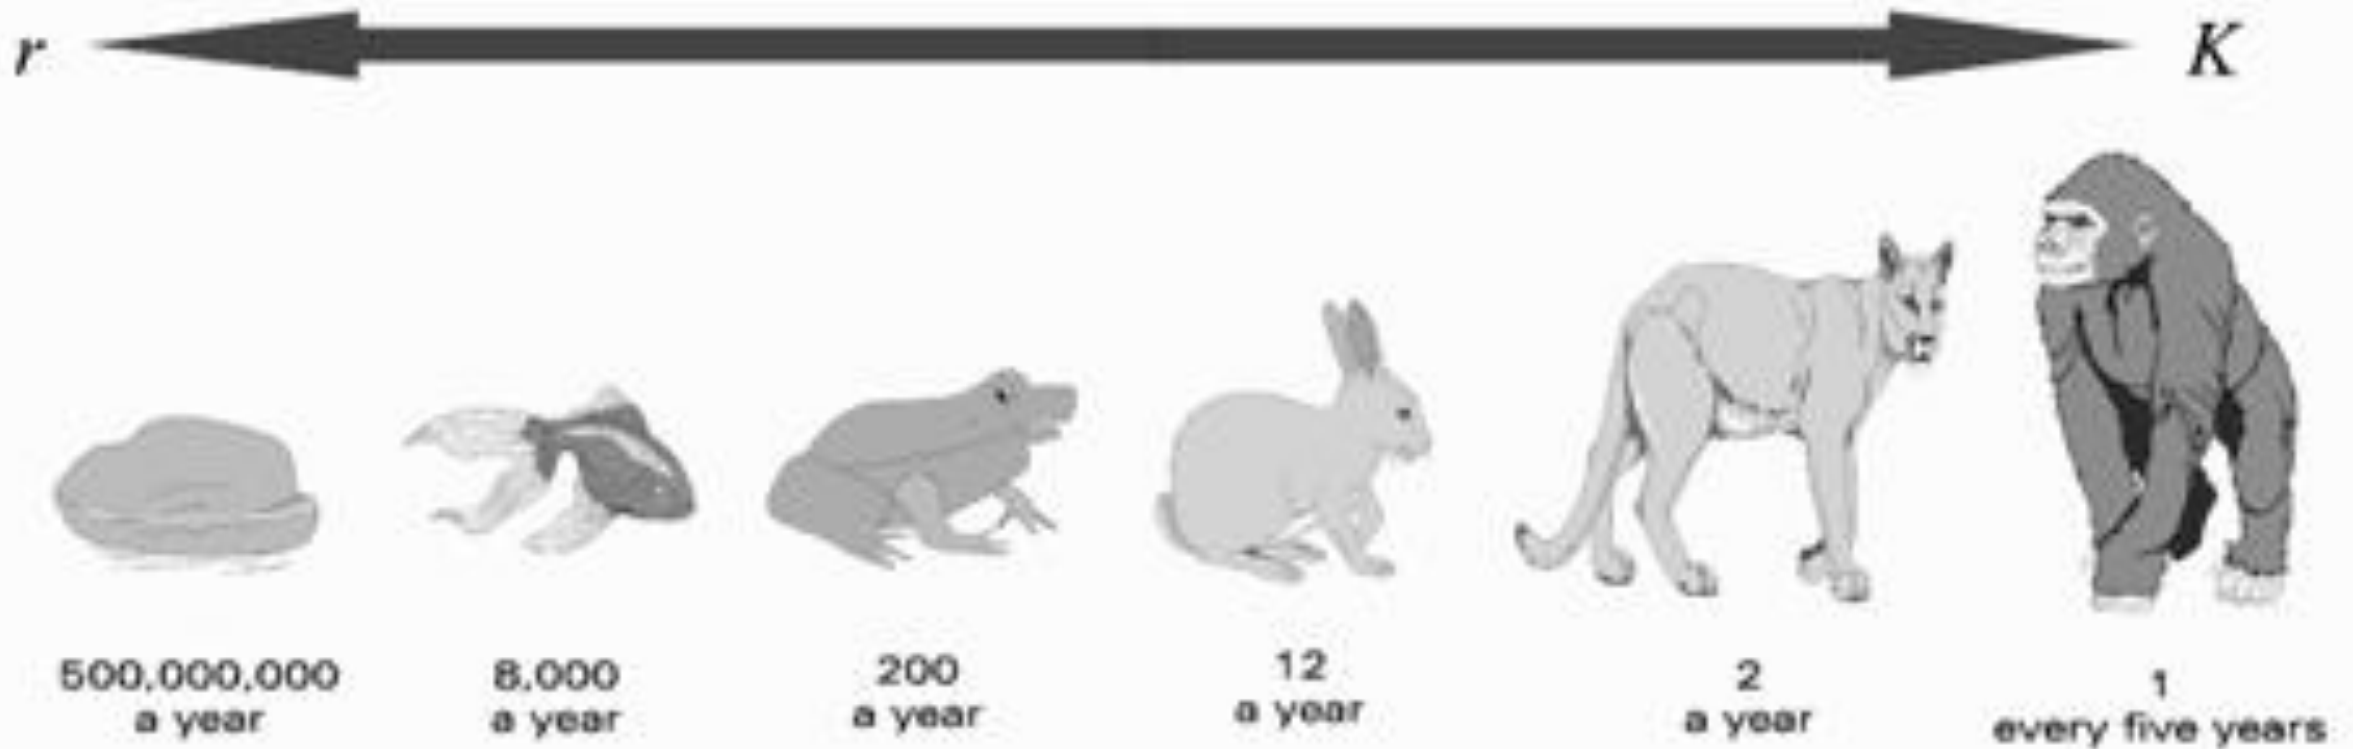 r K
500,000,000
a year
8,000
a year
200
a year
12
a year
2
a year
1
every five years